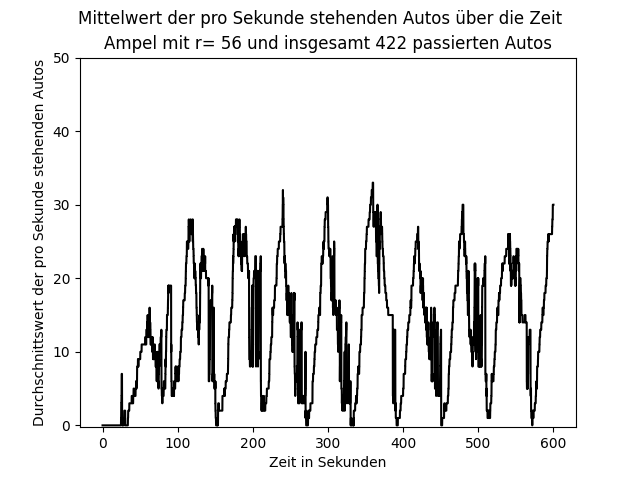 Mittelwert der pro Sekunde stehenden Autos über die Zeit
Ampel mit r= 56 und insgesamt 422 passierten Autos
Durchschnittswert der pro Sekunde stehenden Autos
50
40
30
20
10
0
0 100 200 300 400 500 600
Zeit in Sekunden